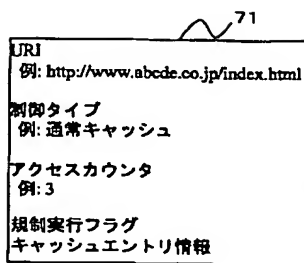 71
URI
例: http://www.abcde.co.jp/index.html
制御タイプ
例: 通常キャッシュ
アクセスカウンタ
例: 3
規制実行フラグ
キャッシュエントリ情報